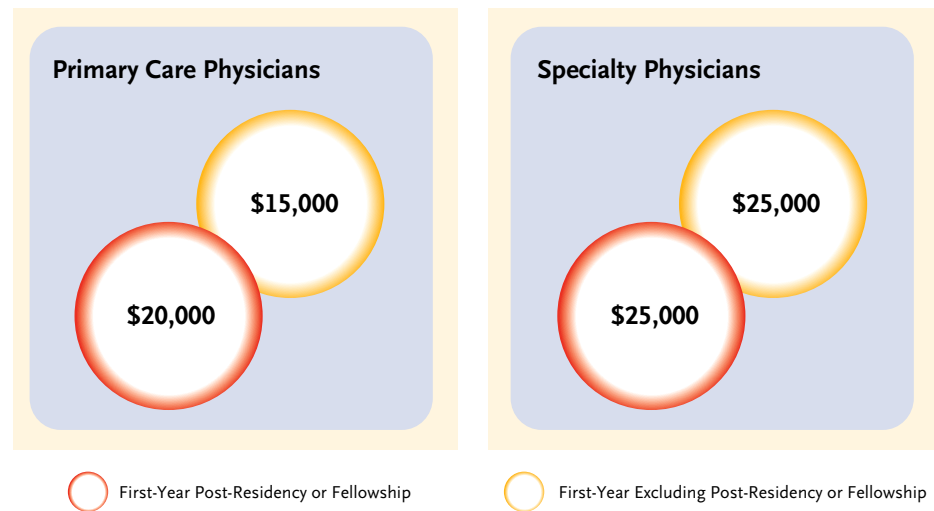 Primary Care Physicians
$15,000
$20,000
Specialty Physicians
$25,000
$25,000
First-Year Post-Residency or Fellowship
First-Year Excluding Post-Residency or Fellowship